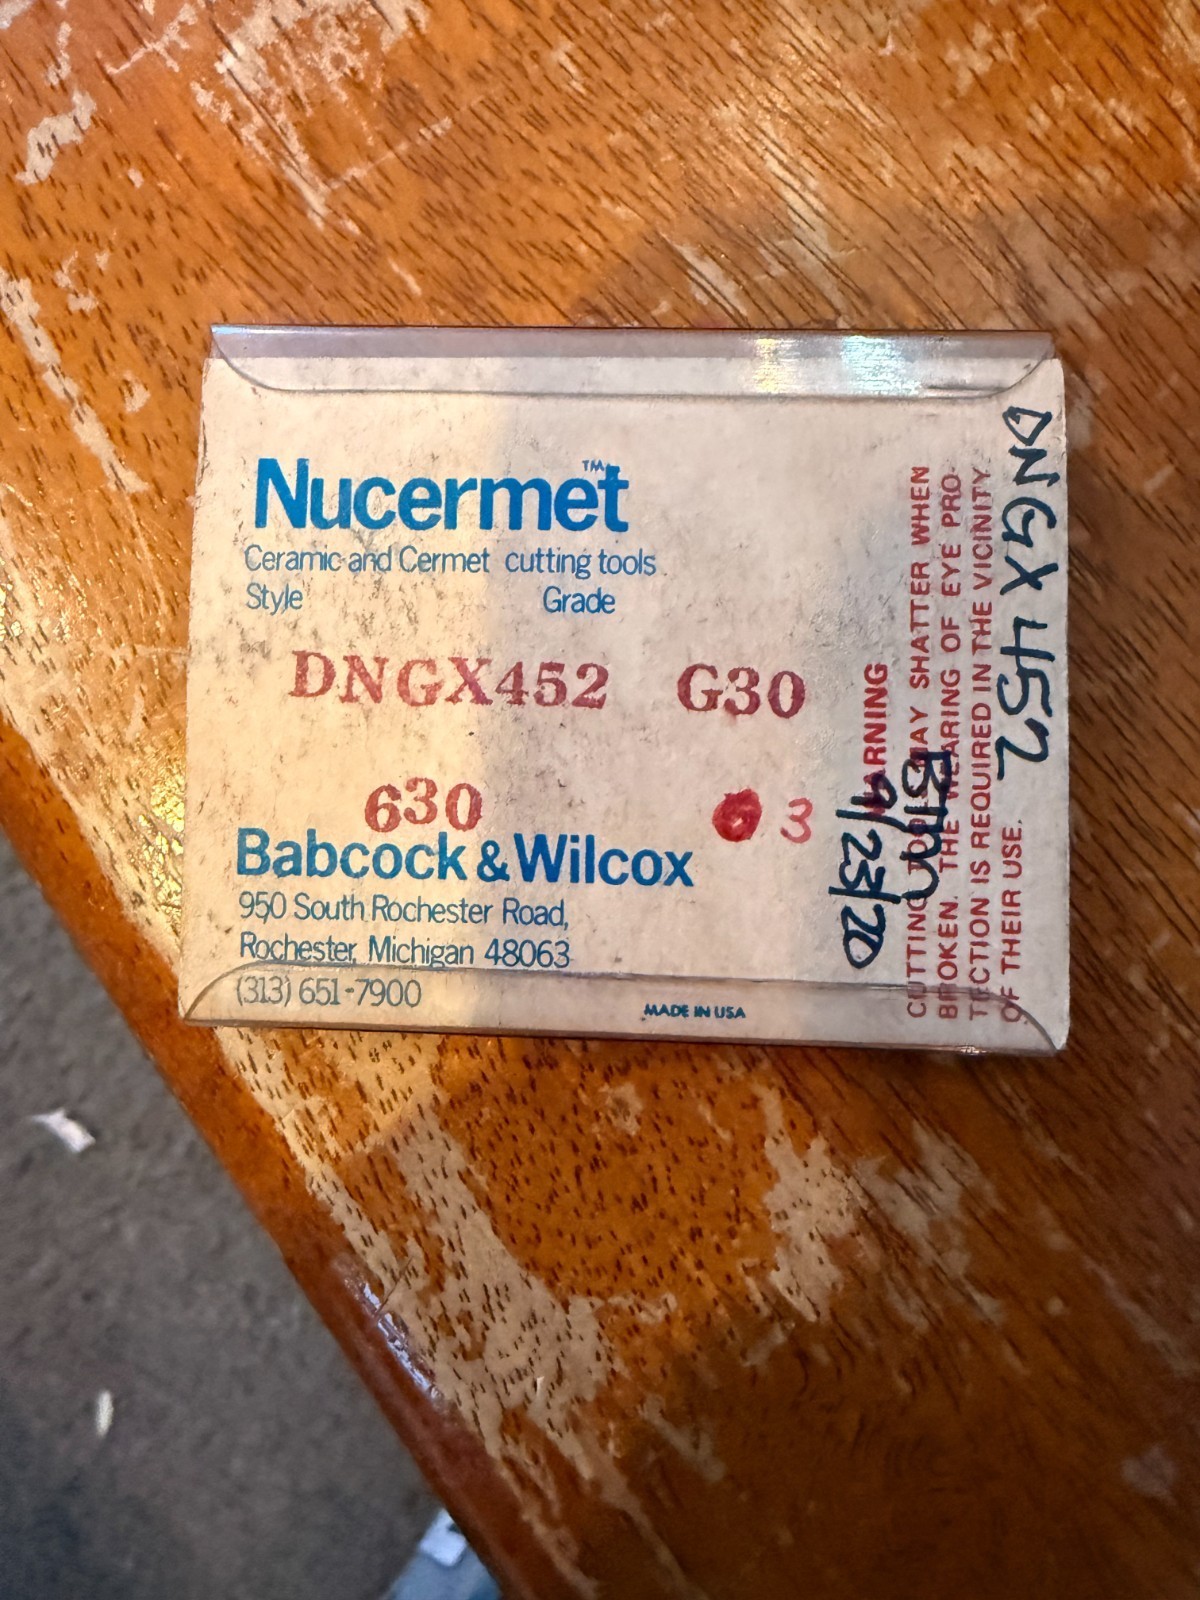 Nucermet™
Ceramic and Cermet cutting tools
Style Grade
DNGX452 G30
630 3
Babcock & Wilcox
950 South Rochester Road,
Rochester, Michigan 48063
(313) 651-7900
MADE IN USA
WARNING
CUTTING TOOLS MAY SHATTER WHEN
BROKEN. THE WEARING OF EYE PRO-
TECTION IS REQUIRED IN THE VICINITY
OF THEIR USE.
DNGX 452
9/23/20